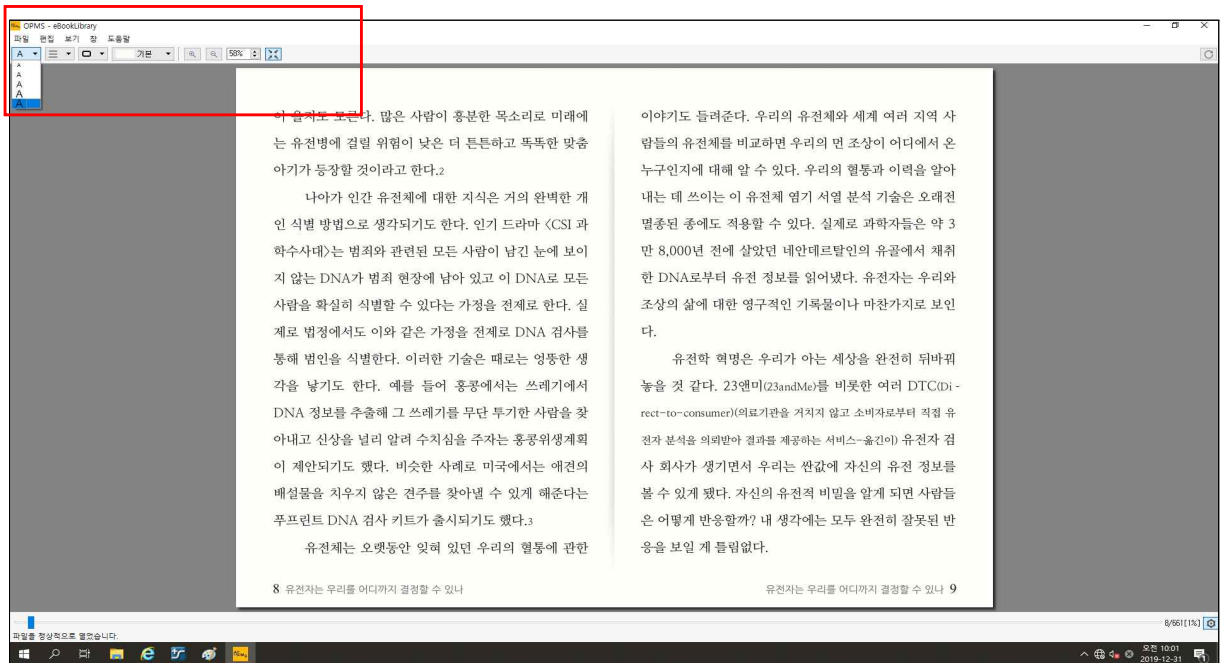 OPMS - eBookLibrary
파일 편집 보기 창 도움말
A 기본 58%
A
A
A
A
A
이 올지도 모른다. 많은 사람이 흥분한 목소리로 미래에
는 유전병에 걸릴 위험이 낮은 더 튼튼하고 똑똑한 맞춤
아기가 등장할 것이라고 한다.2
나아가 인간 유전체에 대한 지식은 거의 완벽한 개
인 식별 방법으로 생각되기도 한다. 인기 드라마 〈CSI 과
학수사대〉는 범죄와 관련된 모든 사람이 남긴 눈에 보이
지 않는 DNA가 범죄 현장에 남아 있고 이 DNA로 모든
사람을 확실히 식별할 수 있다는 가정을 전제로 한다. 실
제로 법정에서도 이와 같은 가정을 전제로 DNA 검사를
통해 범인을 식별한다. 이러한 기술은 때로는 엉뚱한 생
각을 낳기도 한다. 예를 들어 홍콩에서는 쓰레기에서
DNA 정보를 추출해 그 쓰레기를 무단 투기한 사람을 찾
아내고 신상을 널리 알려 수치심을 주자는 홍콩위생계획
이 제안되기도 했다. 비슷한 사례로 미국에서는 애견의
배설물을 치우지 않은 견주를 찾아낼 수 있게 해준다는
푸프린트 DNA 검사 키트가 출시되기도 했다.3
유전체는 오랫동안 잊혀 있던 우리의 혈통에 관한
8 유전자는 우리를 어디까지 결정할 수 있나
이야기도 들려준다. 우리의 유전체와 세계 여러 지역 사
람들의 유전체를 비교하면 우리의 먼 조상이 어디에서 온
누구인지에 대해 알 수 있다. 우리의 혈통과 이력을 알아
내는 데 쓰이는 이 유전체 염기 서열 분석 기술은 오래전
멸종된 종에도 적용할 수 있다. 실제로 과학자들은 약 3
만 8,000년 전에 살았던 네안데르탈인의 유골에서 채취
한 DNA로부터 유전 정보를 읽어냈다. 유전자는 우리와
조상의 삶에 대한 영구적인 기록물이나 마찬가지로 보인
다.
유전학 혁명은 우리가 아는 세상을 완전히 뒤바꿔
놓을 것 같다. 23앤미(23andMe)를 비롯한 여러 DTC(Di-
rect-to-consumer)(의료기관을 거치지 않고 소비자로부터 직접 유
전자 분석을 의뢰받아 결과를 제공하는 서비스-옮긴이) 유전자 검
사 회사가 생기면서 우리는 싼값에 자신의 유전 정보를
볼 수 있게 됐다. 자신의 유전적 비밀을 알게 되면 사람들
은 어떻게 반응할까? 내 생각에는 모두 완전히 잘못된 반
응을 보일 게 틀림없다.
유전자는 우리를 어디까지 결정할 수 있나 9
8/661[1%]
파일을 정상적으로 열었습니다.
오전 10:01
2019-12-31